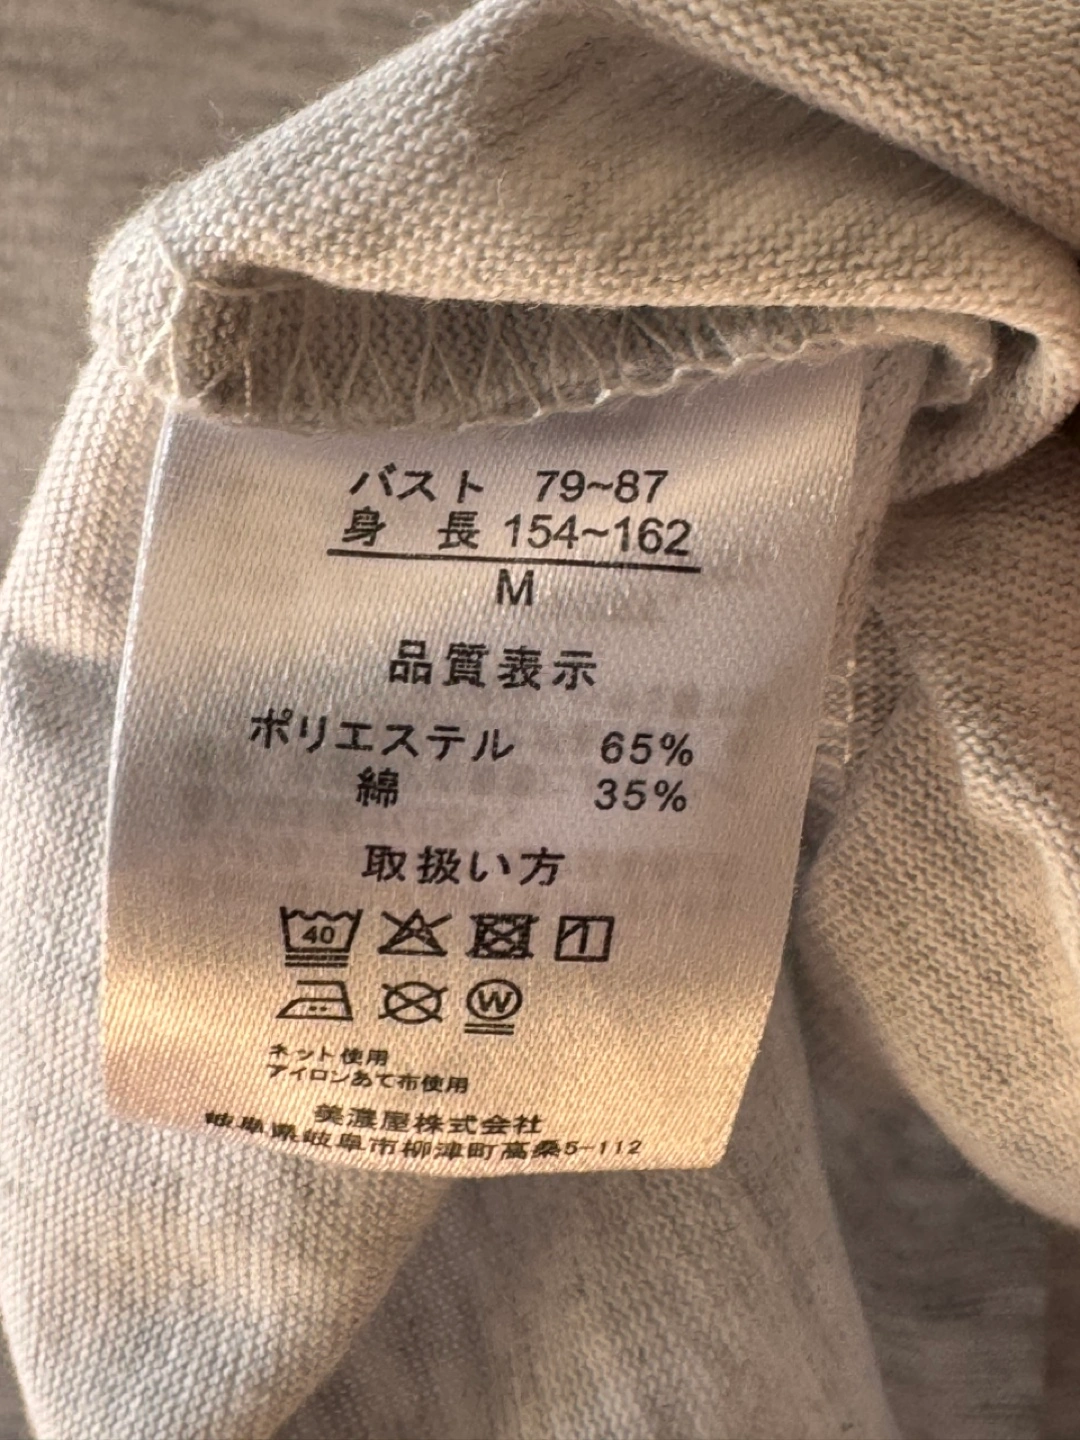 バスト 79~87
身 長 154~162
M
品質表示
ポリエステル 65%
綿 35%
取扱い方
40
W
ネット使用
アイロンあて布使用
美濃屋株式会社
岐阜県岐阜市柳津町高桑5-112